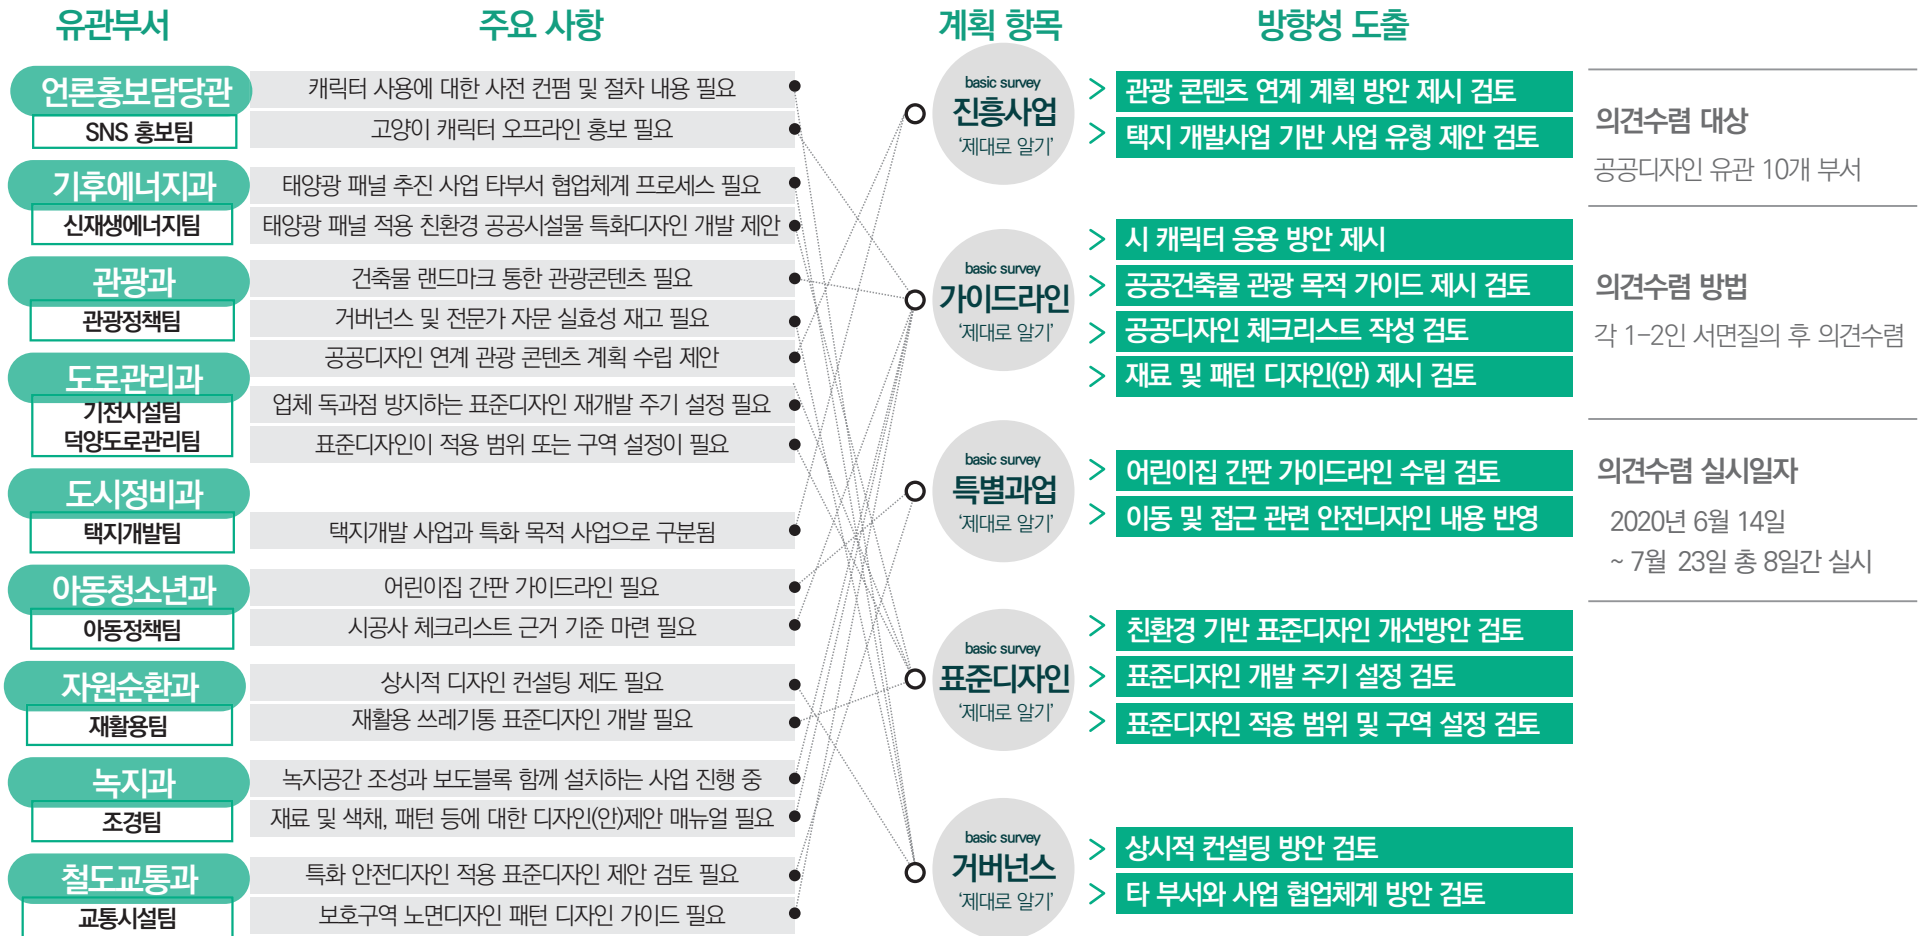 유관부서
주요 사항
계획 항목
방향성 도출
언론홍보담당관
SNS 홍보팀
캐릭터 사용에 대한 사전 컨펌 및 절차 내용 필요
고양이 캐릭터 오프라인 홍보 필요
기후에너지과
신재생에너지팀
태양광 패널 추진 사업 타부서 협업체계 프로세스 필요
태양광 패널 적용 친환경 공공시설물 특화디자인 개발 제안
관광과
관광정책팀
건축물 랜드마크 통한 관광콘텐츠 필요
거버넌스 및 전문가 자문 실효성 재고 필요
공공디자인 연계 관광 콘텐츠 계획 수립 제안
도로관리과
기전시설팀
덕양도로관리팀
업체 독과점 방지하는 표준디자인 재개발 주기 설정 필요
표준디자인이 적용 범위 또는 구역 설정이 필요
도시정비과
택지개발팀
택지개발 사업과 특화 목적 사업으로 구분됨
아동청소년과
아동정책팀
어린이집 간판 가이드라인 필요
시공사 체크리스트 근거 기준 마련 필요
자원순환과
재활용팀
상시적 디자인 컨설팅 제도 필요
재활용 쓰레기통 표준디자인 개발 필요
녹지과
조경팀
녹지공간 조성과 보도블록 함께 설치하는 사업 진행 중
재료 및 색채, 패턴 등에 대한 디자인(안)제안 매뉴얼 필요
철도교통과
교통시설팀
특화 안전디자인 적용 표준디자인 제안 검토 필요
보호구역 노면디자인 패턴 디자인 가이드 필요
basic survey
진흥사업
‘제대로 알기’
> 관광 콘텐츠 연계 계획 방안 제시 검토
> 택지 개발사업 기반 사업 유형 제안 검토
basic survey
가이드라인
‘제대로 알기’
> 시 캐릭터 응용 방안 제시
> 공공건축물 관광 목적 가이드 제시 검토
> 공공디자인 체크리스트 작성 검토
> 재료 및 패턴 디자인(안) 제시 검토
basic survey
특별과업
‘제대로 알기’
> 어린이집 간판 가이드라인 수립 검토
> 이동 및 접근 관련 안전디자인 내용 반영
basic survey
표준디자인
‘제대로 알기’
> 친환경 기반 표준디자인 개선방안 검토
> 표준디자인 개발 주기 설정 검토
> 표준디자인 적용 범위 및 구역 설정 검토
basic survey
거버넌스
‘제대로 알기’
> 상시적 컨설팅 방안 검토
> 타 부서와 사업 협업체계 방안 검토
의견수렴 대상
공공디자인 유관 10개 부서
의견수렴 방법
각 1-2인 서면질의 후 의견수렴
의견수렴 실시일자
2020년 6월 14일
~ 7월 23일 총 8일간 실시